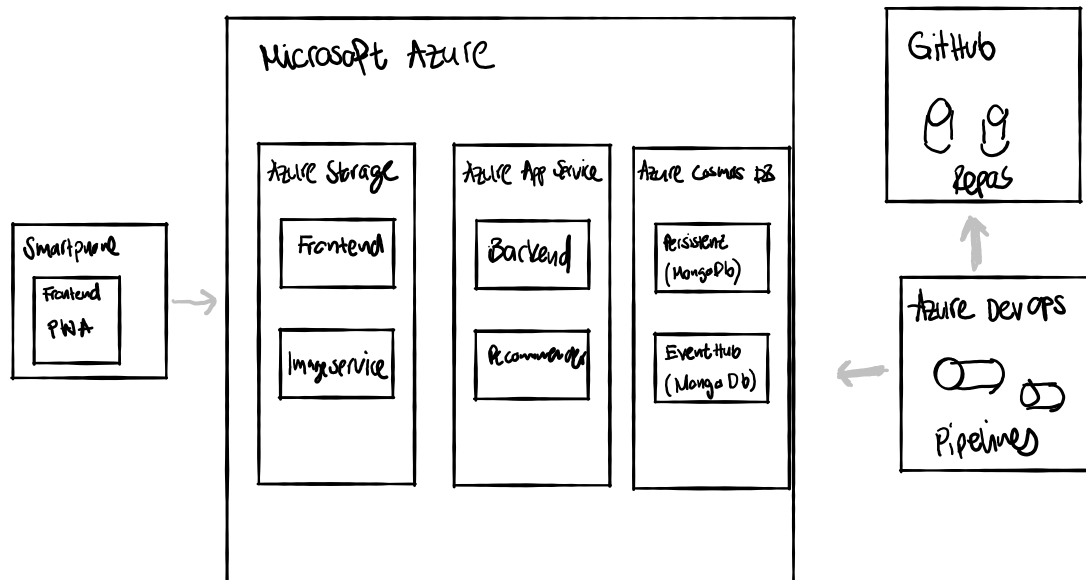 Microsoft Azure
GitHub
Repos
Azure Storage
Frontend
Imageservice
Azure App Service
Backend
Recommender
Azure Cosmos DB
Persistent
(MongoDb)
EventHub
(MongoDb)
Smartphone
Frontend
PWA
Azure DevOps
Pipelines